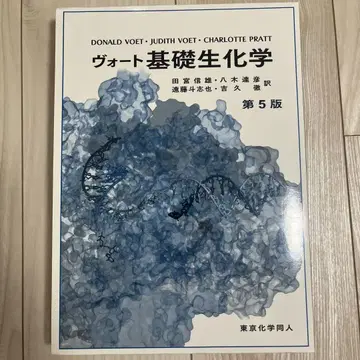 DONALD VOET・JUDITH VOET・CHARLOTTE PRATT
ヴォート 基礎生化学
田宮信雄・八木達彦
遠藤斗志也・吉久 徹 訳
第5版
東京化学同人